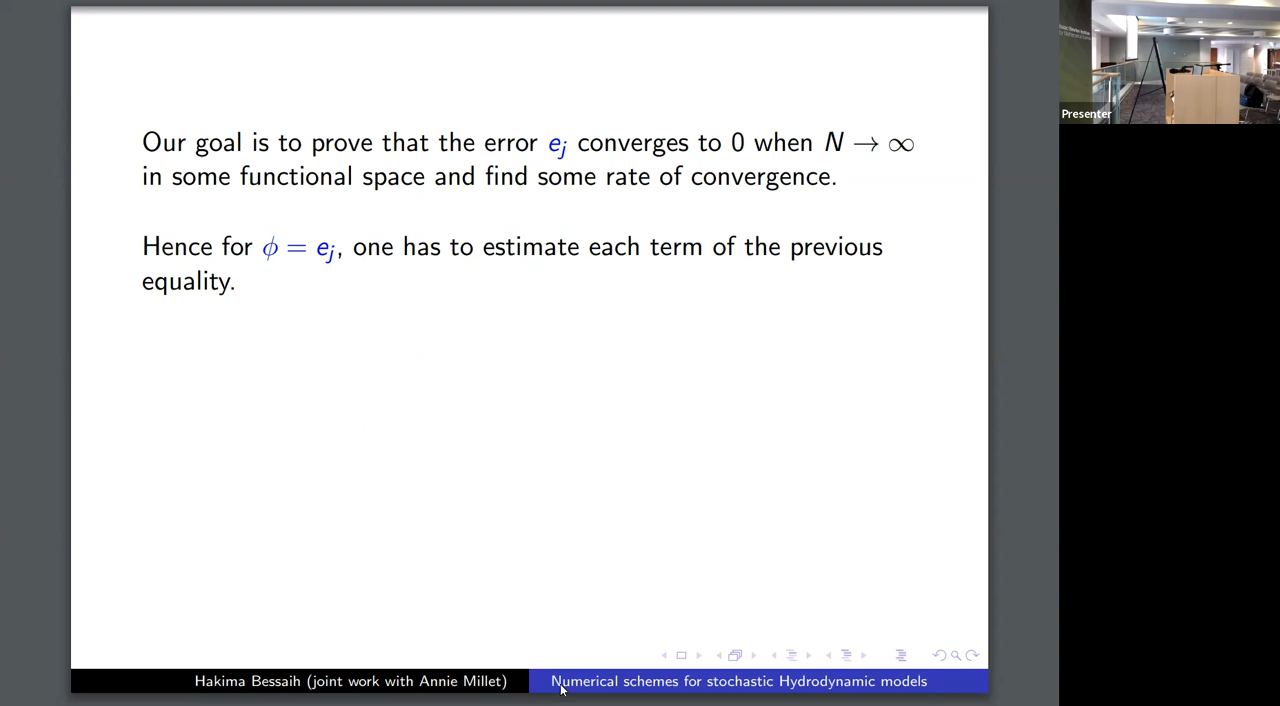 Our goal is to prove that the error e_j converges to 0 when N → ∞
in some functional space and find some rate of convergence.
Hence for ϕ = e_j, one has to estimate each term of the previous
equality.
Hakima Bessaih (joint work with Annie Millet)
Numerical schemes for stochastic Hydrodynamic models
Presenter